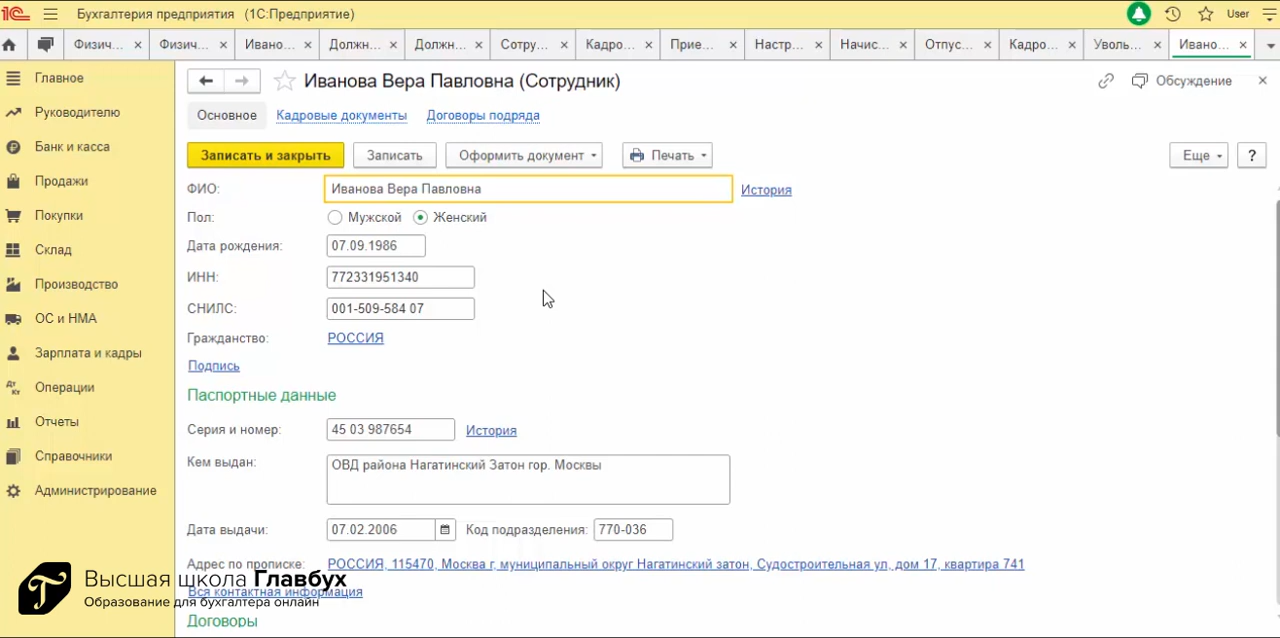 1С Бухгалтерия предприятия (1С:Предприятие) User
Физич... × Физич... × Ивано... × Должн... × Должн... × Сотру... × Кадро... × Прие... × Настр... × Начис... × Отпус... × Кадро... × Уволь... × Ивано... ×
Главное
Руководителю
Банк и касса
Продажи
Покупки
Склад
Производство
ОС и НМА
Зарплата и кадры
Дт Кт Операции
Отчеты
Справочники
Администрирование
Иванова Вера Павловна (Сотрудник) Обсуждение ×
Основное Кадровые документы Договоры подряда
Записать и закрыть Записать Оформить документ Печать Еще ?
ФИО: Иванова Вера Павловна История
Пол: Мужской Женский
Дата рождения: 07.09.1986
ИНН: 772331951340
СНИЛС: 001-509-584 07
Гражданство: РОССИЯ
Подпись
Паспортные данные
Серия и номер: 45 03 987654 История
Кем выдан: ОВД района Нагатинский Затон гор. Москвы
Дата выдачи: 07.02.2006 Код подразделения: 770-036
Адрес по прописке: РОССИЯ, 115470, Москва г, муниципальный округ Нагатинский затон, Судостроительная ул, дом 17, квартира 741
Вся контактная информация
Договоры
Высшая школа Главбух
Образование для бухгалтера онлайн